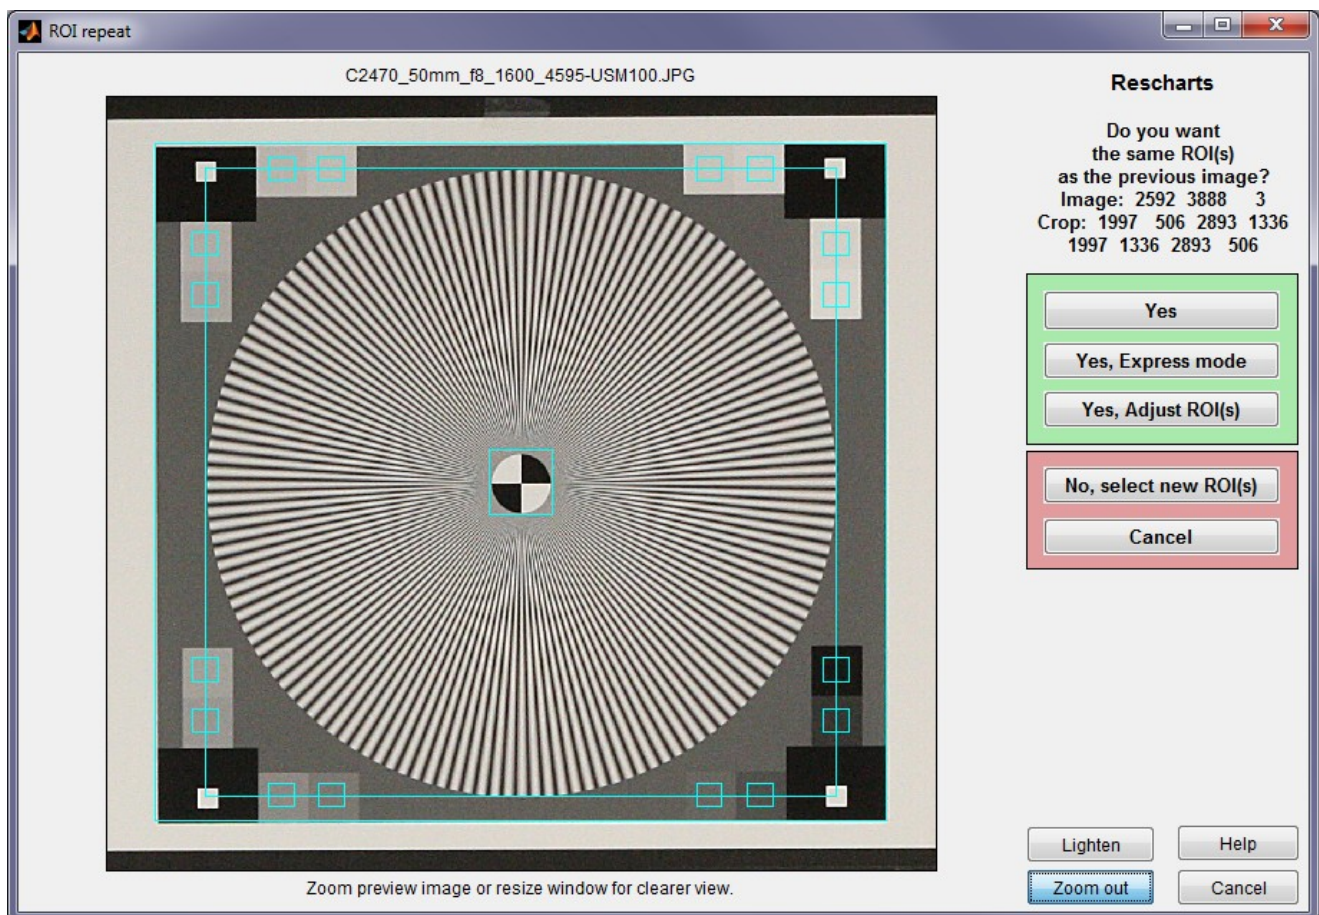 ROI repeat
C2470_50mm_f8_1600_4595-USM100.JPG
Rescharts
Do you want
the same ROI(s)
as the previous image?
Image: 2592 3888 3
Crop: 1997 506 2893 1336
1997 1336 2893 506
Yes
Yes, Express mode
Yes, Adjust ROI(s)
No, select new ROI(s)
Cancel
Lighten
Help
Zoom out
Cancel
Zoom preview image or resize window for clearer view.